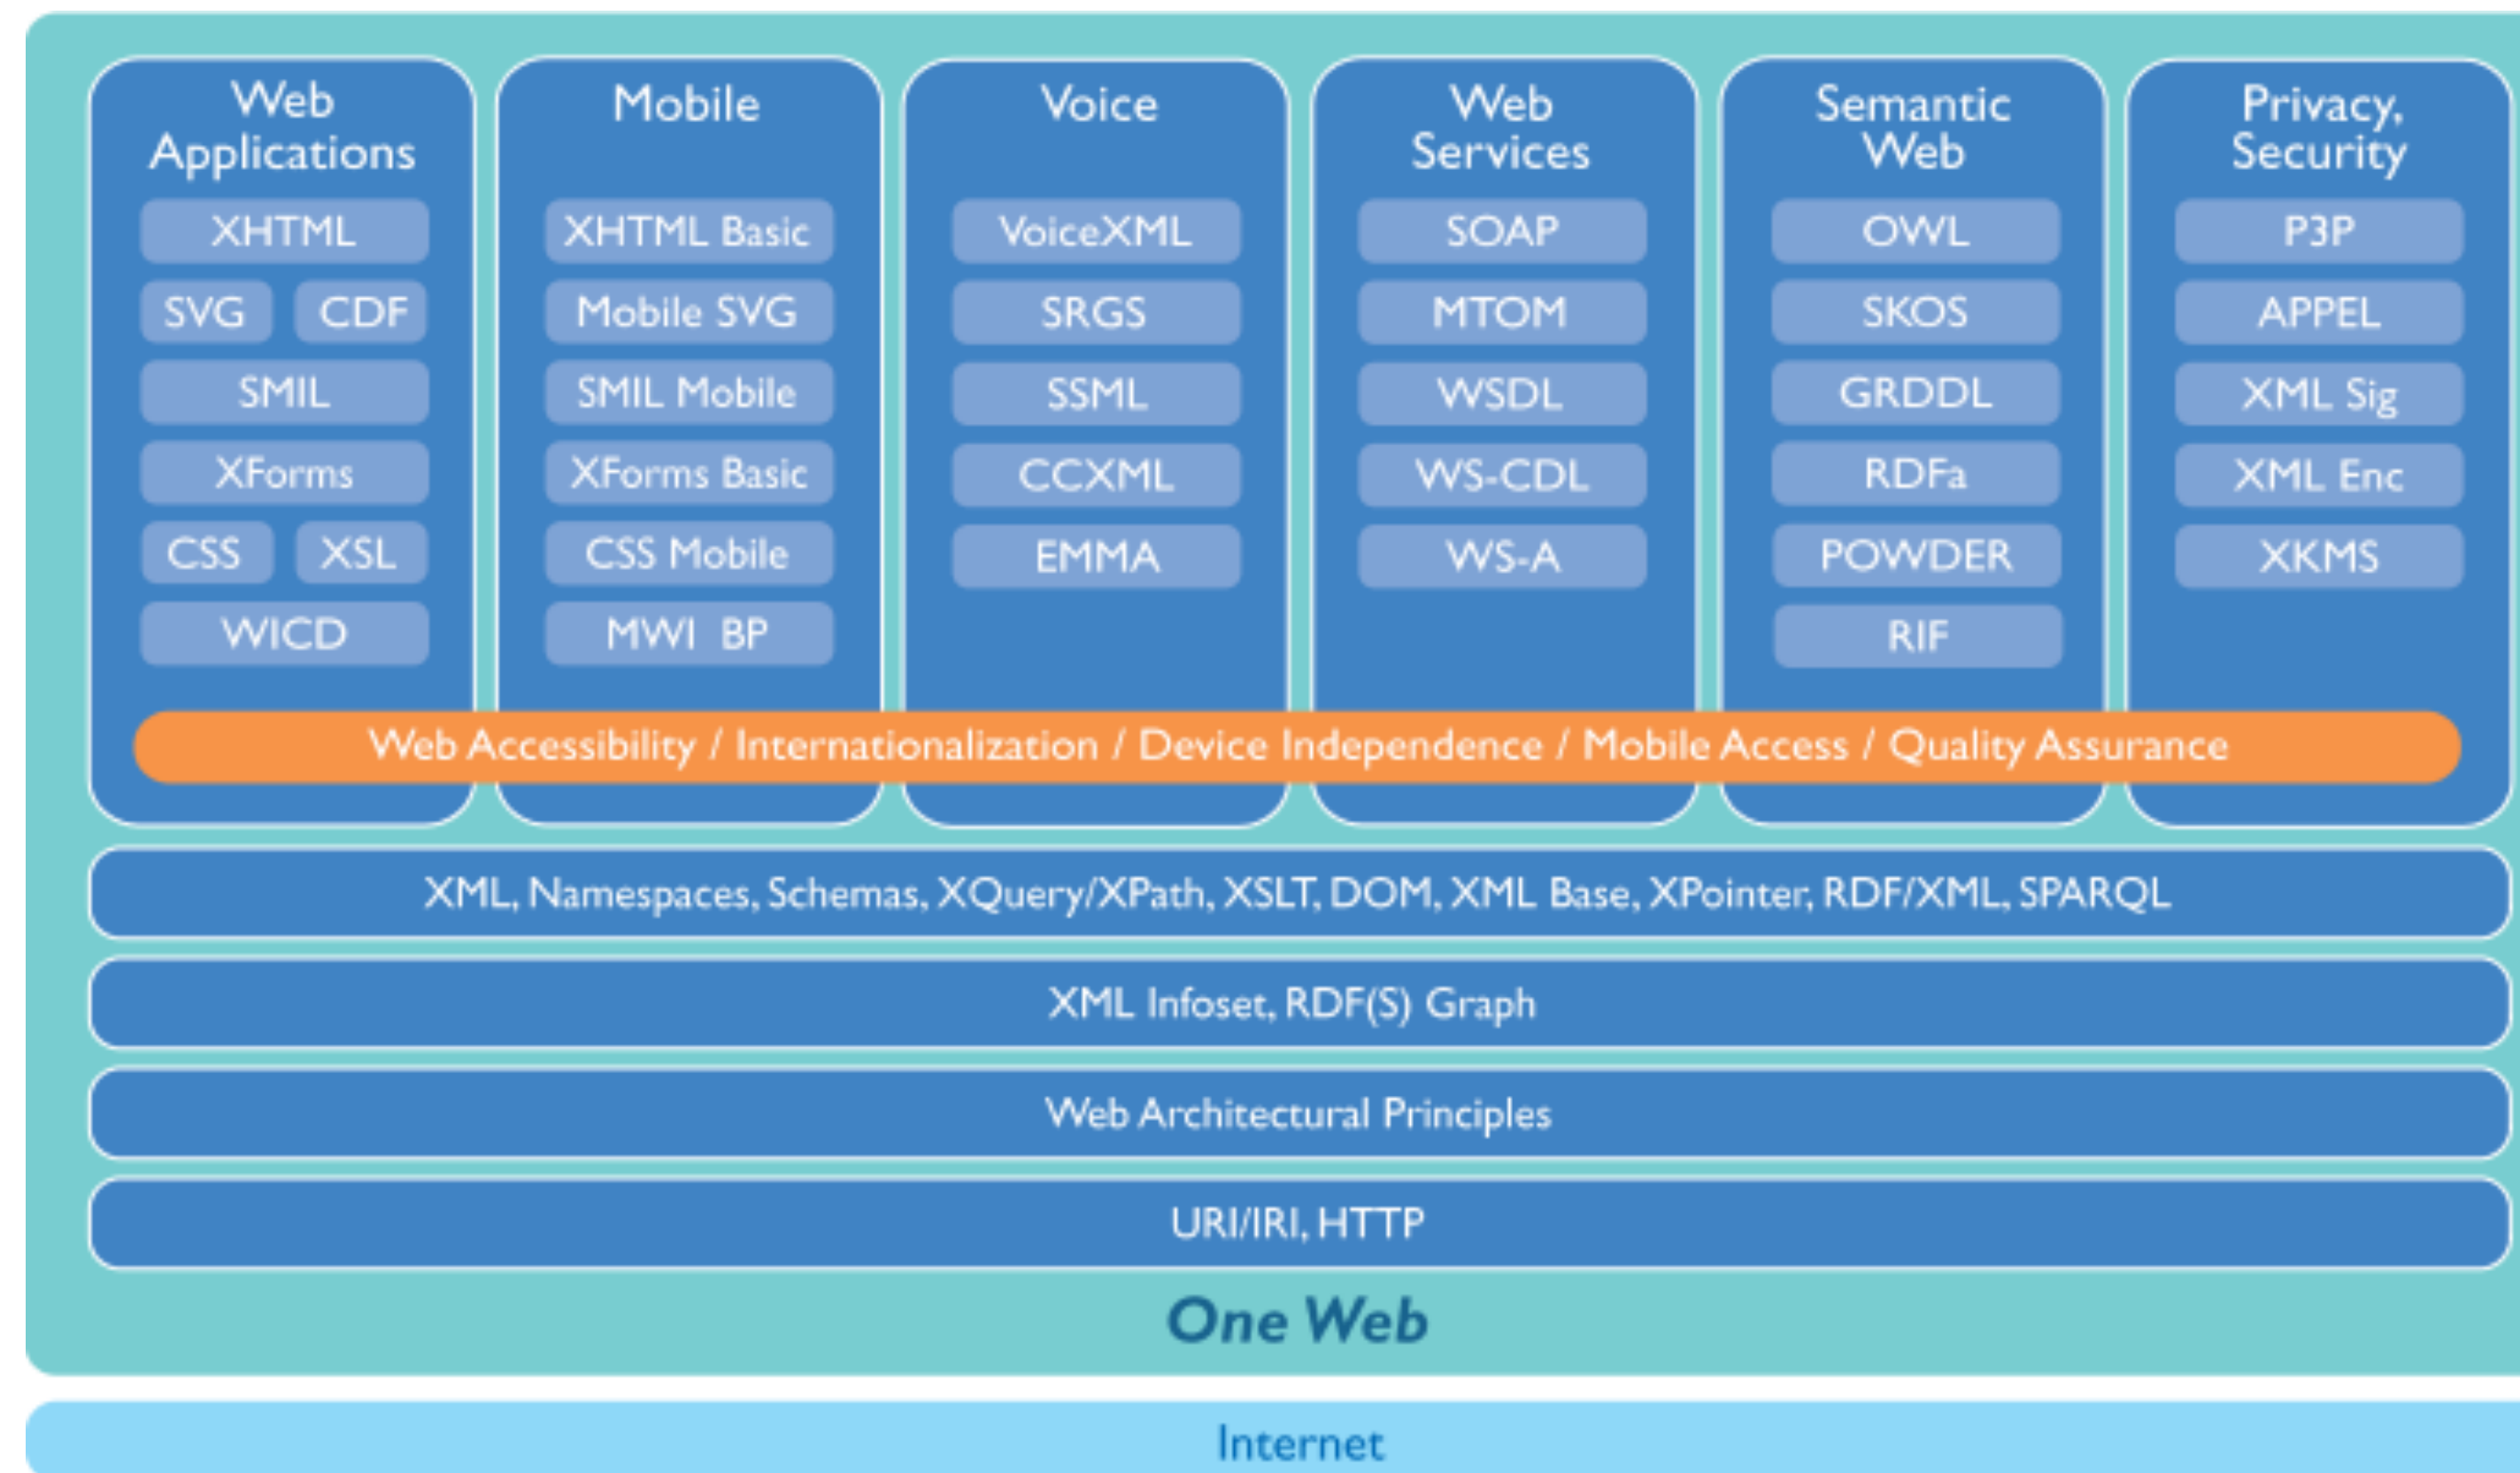 Web
Applications
XHTML
SVG CDF
SMIL
XForms
CSS XSL
WICD
Mobile
XHTML Basic
Mobile SVG
SMIL Mobile
XForms Basic
CSS Mobile
MWI BP
Voice
VoiceXML
SRGS
SSML
CCXML
EMMA
Web
Services
SOAP
MTOM
WSDL
WS-CDL
WS-A
Semantic
Web
OWL
SKOS
GRDDL
RDFa
POWDER
RIF
Privacy,
Security
P3P
APPEL
XML Sig
XML Enc
XKMS
Web Accessibility / Internationalization / Device Independence / Mobile Access / Quality Assurance
XML, Namespaces, Schemas, XQuery/XPath, XSLT, DOM, XML Base, XPointer, RDF/XML, SPARQL
XML Infoset, RDF(S) Graph
Web Architectural Principles
URI/IRI, HTTP
One Web
Internet